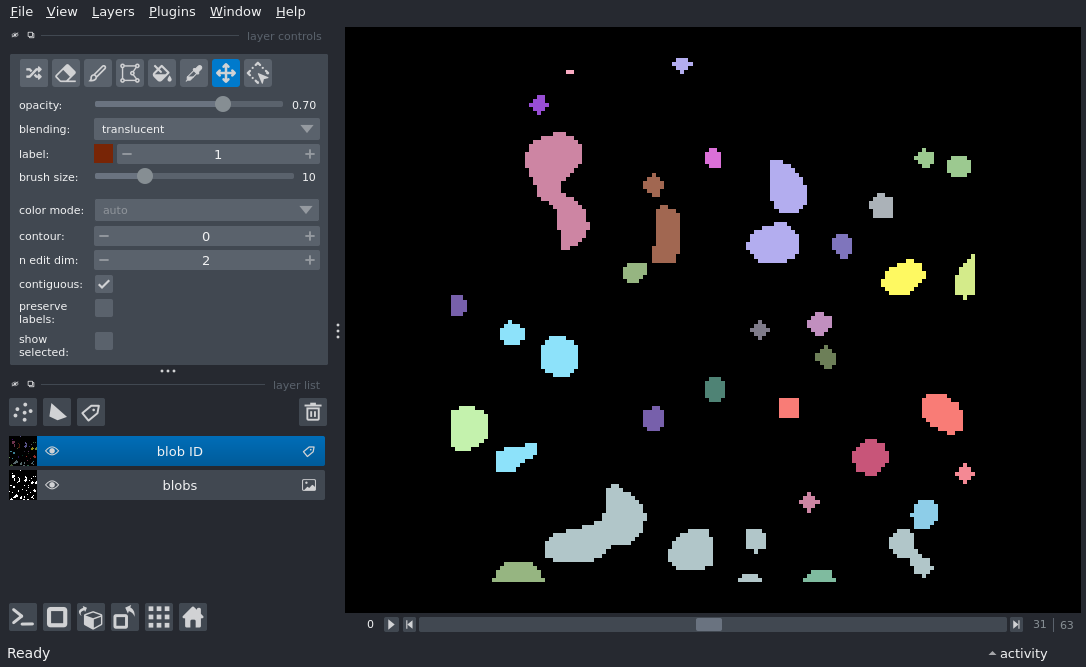 File View Layers Plugins Window Help
layer controls
opacity: 0.70
blending: translucent
label: 1
brush size: 10
color mode: auto
contour: 0
n edit dim: 2
contiguous:
preserve
labels:
show
selected:
layer list
blob ID
blobs
0 31 63
Ready activity